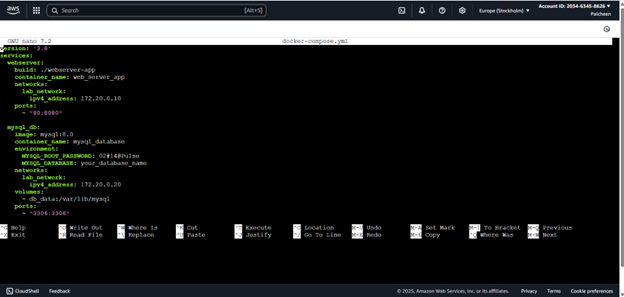 aws
Search [Alt+S] Europe (Stockholm) Account ID: 2054-6345-8626
Paicheen
GNU nano 7.2 docker-compose.yml
version: '3.8'
services:
webserver:
build: ./webserver-app
container_name: web_server_app
networks:
lab_network:
ipv4_address: 172.20.0.10
ports:
- "80:8080"
mysql_db:
image: mysql:8.0
container_name: mysql_database
environment:
MYSQL_ROOT_PASSWORD: 02#14@Pulse
MYSQL_DATABASE: your_database_name
networks:
lab_network:
ipv4_address: 172.20.0.20
volumes:
- db_data:/var/lib/mysql
ports:
- "3306:3306"
^G Help ^O Write Out ^W Where Is ^K Cut ^T Execute ^C Location M-U Undo M-A Set Mark M-] To Bracket M-Q Previous
^X Exit ^R Read File ^\ Replace ^U Paste ^J Justify ^/ Go To Line M-E Redo M-6 Copy ^Q Where Was M-W Next
CloudShell Feedback © 2025, Amazon Web Services, Inc. or its affiliates. Privacy Terms Cookie preferences